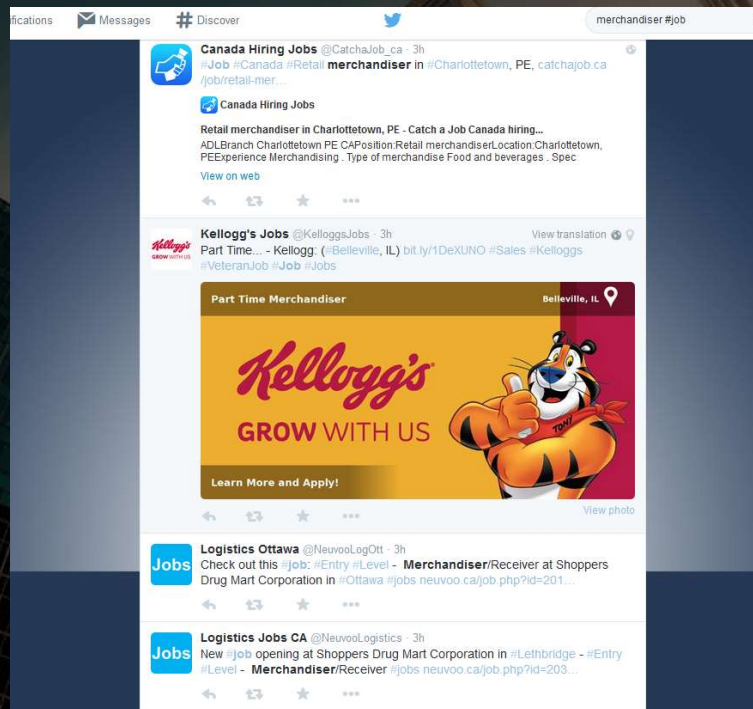 ifications Messages # Discover merchandiser #job
Canada Hiring Jobs @CatchaJob_ca · 3h
#Job #Canada #Retail merchandiser in #Charlottetown, PE, catchajob.ca
/job/retail-mer...
Canada Hiring Jobs
Retail merchandiser in Charlottetown, PE - Catch a Job Canada hiring...
ADLBranch Charlottetown PE CAPosition:Retail merchandiserLocation:Charlottetown,
PEExperience Merchandising . Type of merchandise Food and beverages . Spec
View on web
Kellogg's Jobs @KelloggsJobs · 3h View translation
Part Time... - Kellogg: (#Belleville, IL) bit.ly/1DeXUNO #Sales #Kelloggs
#VeteranJob #Job #Jobs
Kellogg's
GROW WITH US
Part Time Merchandiser Belleville, IL
Kellogg's
GROW WITH US
TONY
Learn More and Apply!
View photo
Logistics Ottawa @NeuvooLogOtt · 3h
Jobs
Check out this #job: #Entry #Level - Merchandiser/Receiver at Shoppers
Drug Mart Corporation in #Ottawa #jobs neuvoo.ca/job.php?id=201...
Logistics Jobs CA @NeuvooLogistics · 3h
Jobs
New #job opening at Shoppers Drug Mart Corporation in #Lethbridge - #Entry
#Level - Merchandiser/Receiver #jobs neuvoo.ca/job.php?id=203...